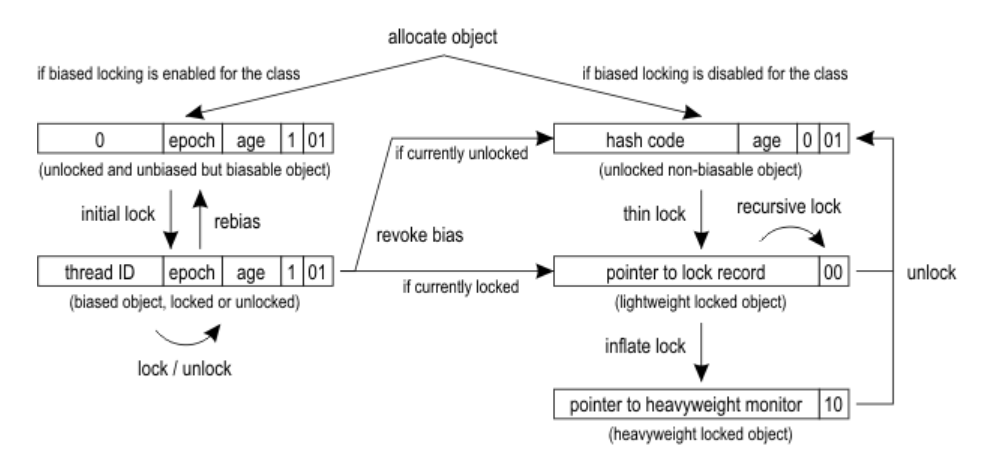 allocate object
if biased locking is enabled for the class
if biased locking is disabled for the class
0 epoch age 1 01
(unlocked and unbiased but biasable object)
if currently unlocked
hash code age 0 01
(unlocked non-biasable object)
initial lock
rebias
revoke bias
thin lock
recursive lock
thread ID epoch age 1 01
(biased object, locked or unlocked)
if currently locked
pointer to lock record 00
(lightweight locked object)
unlock
lock / unlock
inflate lock
pointer to heavyweight monitor 10
(heavyweight locked object)